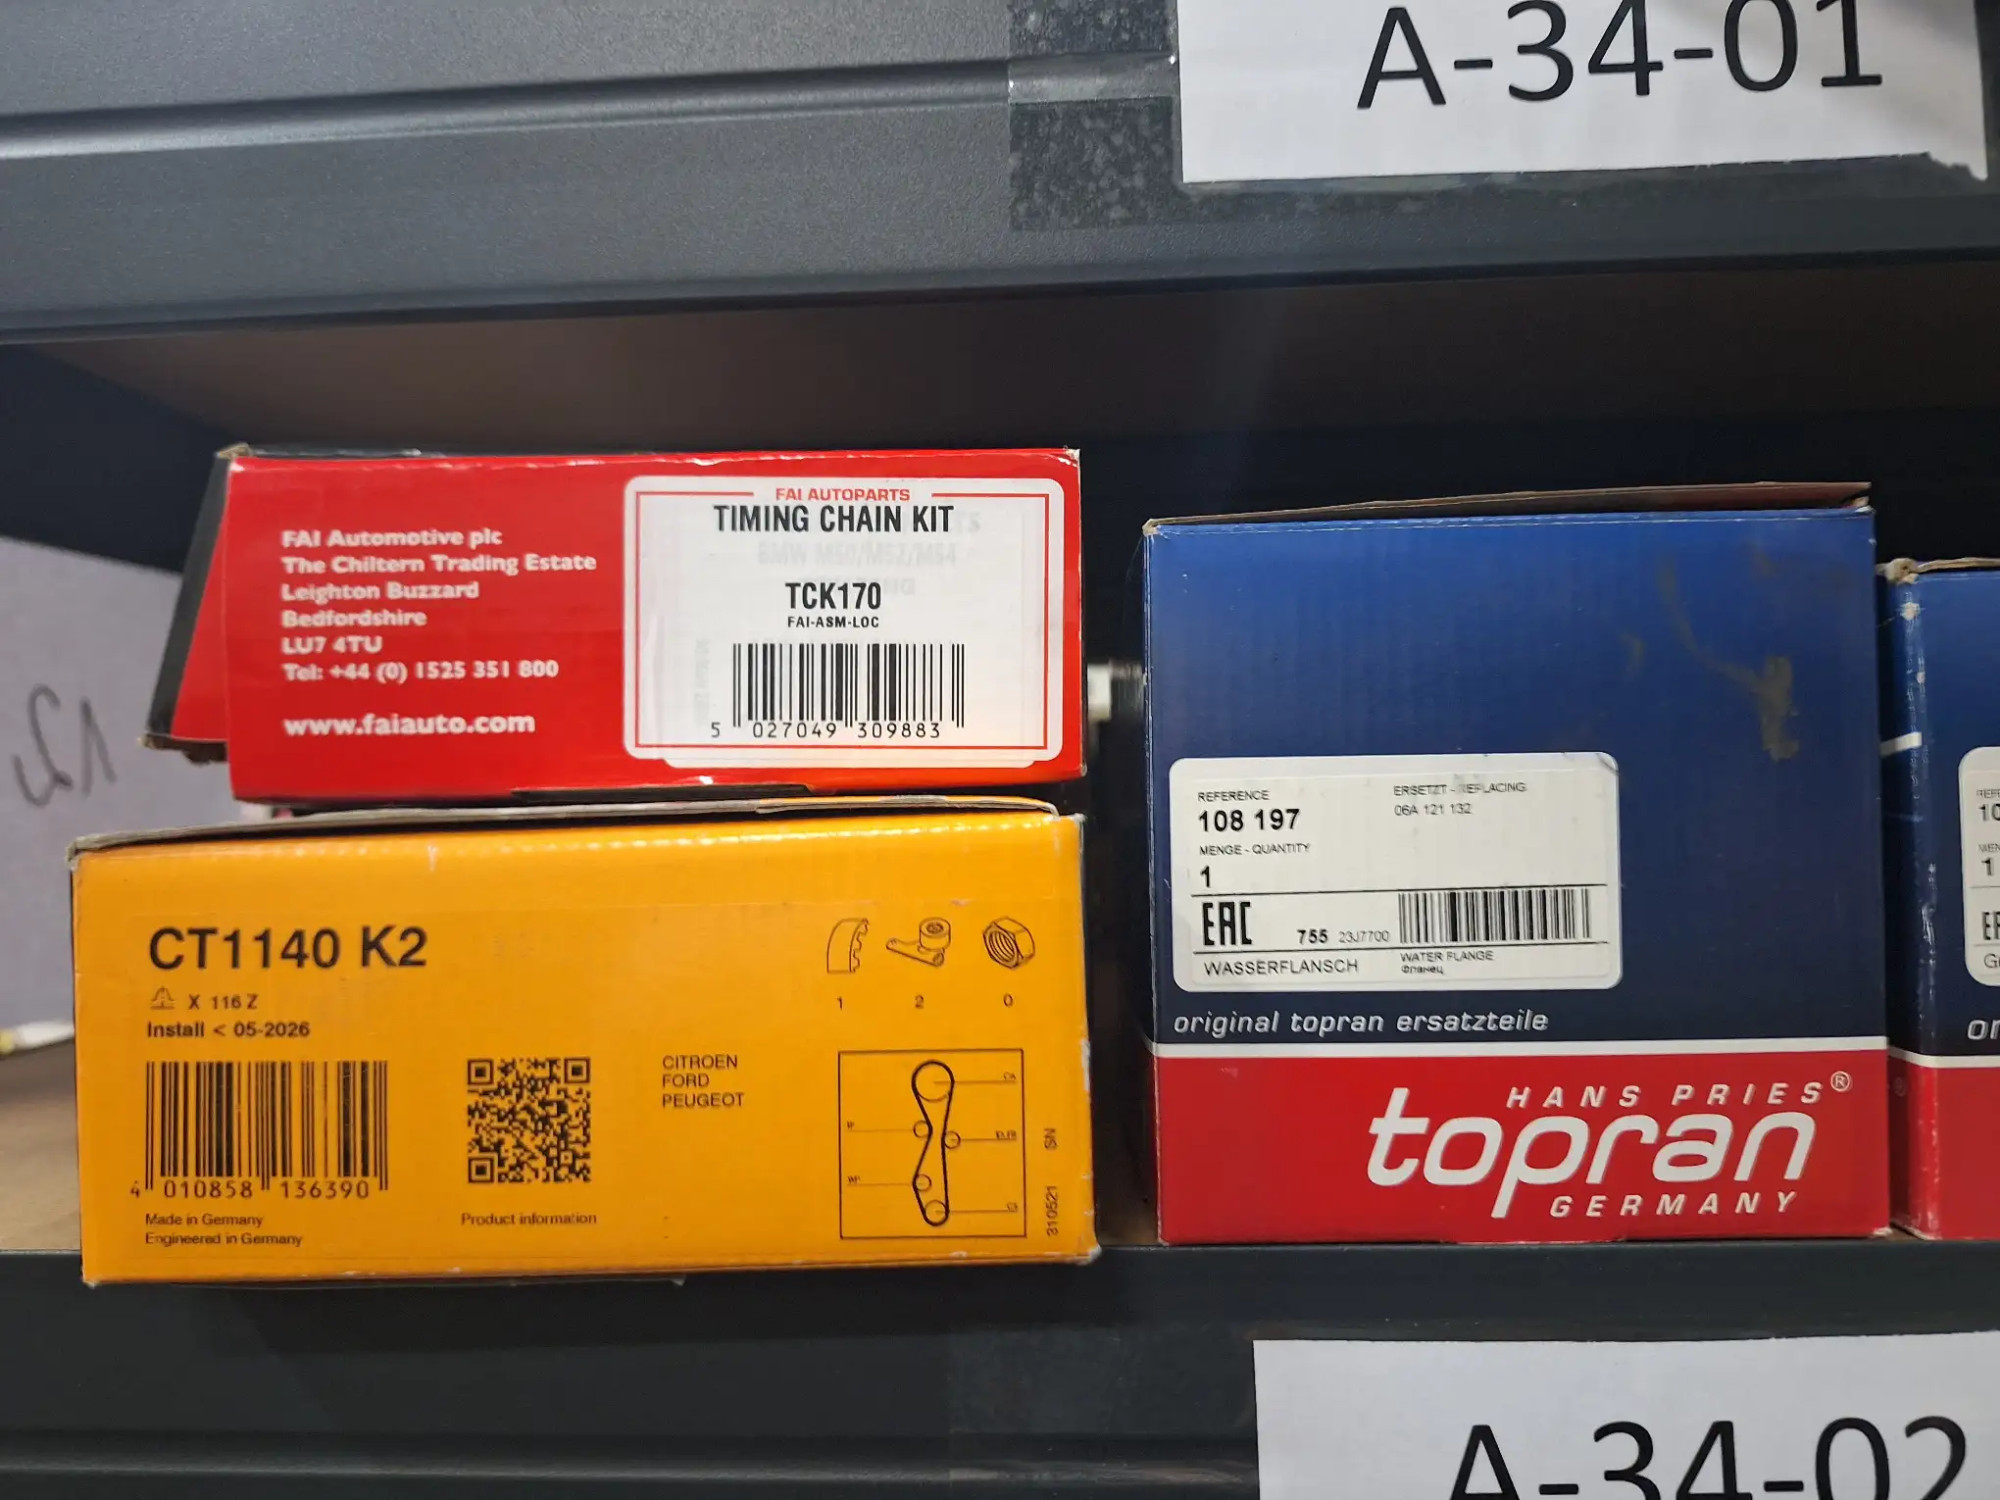 A-34-01
FAI Automotive plc
The Chiltern Trading Estate
Leighton Buzzard
Bedfordshire
LU7 4TU
Tel: +44 (0) 1525 351 800
www.faiauto.com
FAI AUTOPARTS
TIMING CHAIN KIT
TCK170
FAI-ASM-LOC
5 027049 309883
CT1140 K2
X 116 Z
Install < 05-2026
1 2 0
4 010858 136390
Made in Germany
Engineered in Germany
Product information
CITROEN
FORD
PEUGEOT
310521 SN
REFERENCE
108 197
ERSETZT - REPLACING
06A 121 132
MENGE - QUANTITY
1
EAC
755 23J7700
WASSERFLANSCH
WATER FLANGE
Фланец
original topran ersatzteile
HANS PRIES®
topran
GERMANY
A-34-02